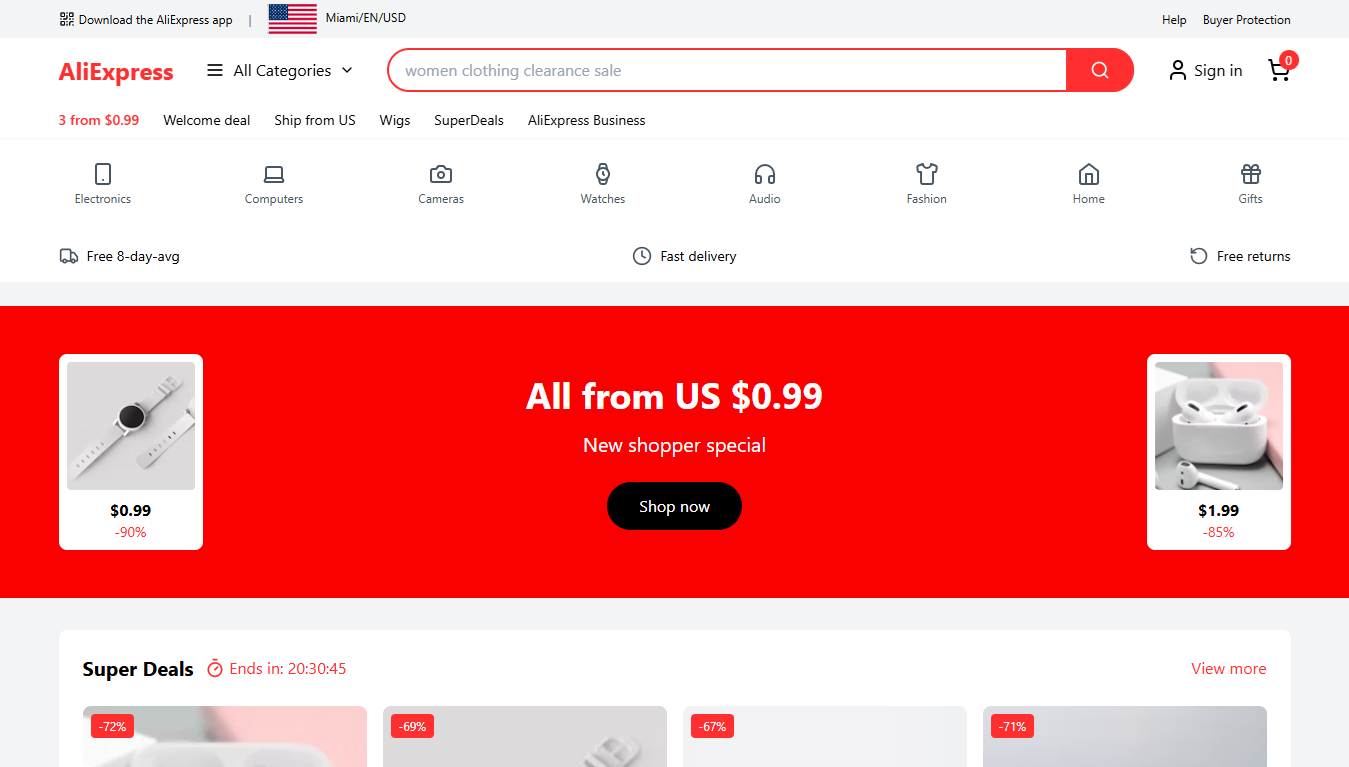 Download the AliExpress app | Miami/EN/USD Help Buyer Protection
AliExpress All Categories women clothing clearance sale Sign in 0
3 from $0.99 Welcome deal Ship from US Wigs SuperDeals AliExpress Business
Electronics Computers Cameras Watches Audio Fashion Home Gifts
Free 8-day-avg Fast delivery Free returns
All from US $0.99
New shopper special
Shop now
$0.99
-90%
$1.99
-85%
Super Deals Ends in: 20:30:45 View more
-72% -69% -67% -71%